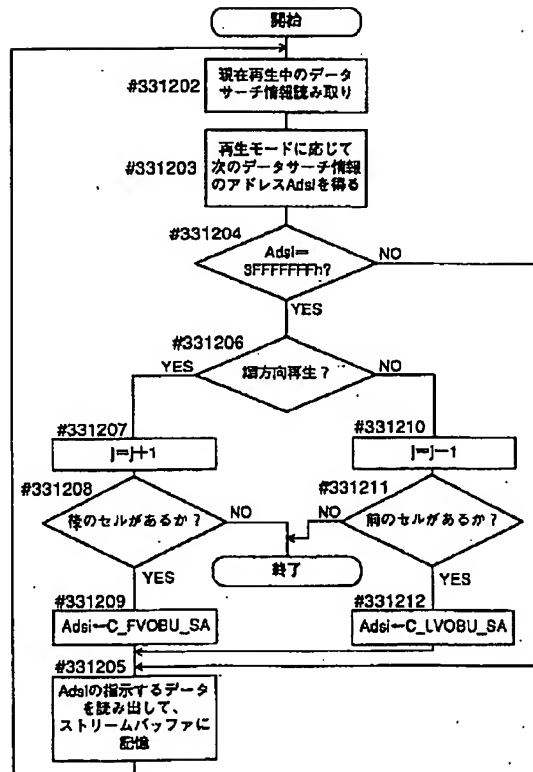 開始
#331202
現在再生中のデータ
サーチ情報読み取り
#331203
再生モードに応じて
次のデータサーチ情報
のアドレスAdsiを得る
#331204
Adsi=
3FFFFFFFh?
NO
YES
#331206
YES
順方向再生？
NO
#331207
j=j+1
#331210
j=j-1
#331208
後のセルがあるか？
NO
#331211
NO
前のセルがあるか？
終了
YES
YES
#331209
Adsi←C_FVOBU_SA
#331212
Adsi←C_LVOBU_SA
#331205
Adsiの指示するデータ
を読み出して、
ストリームバッファに
記憶